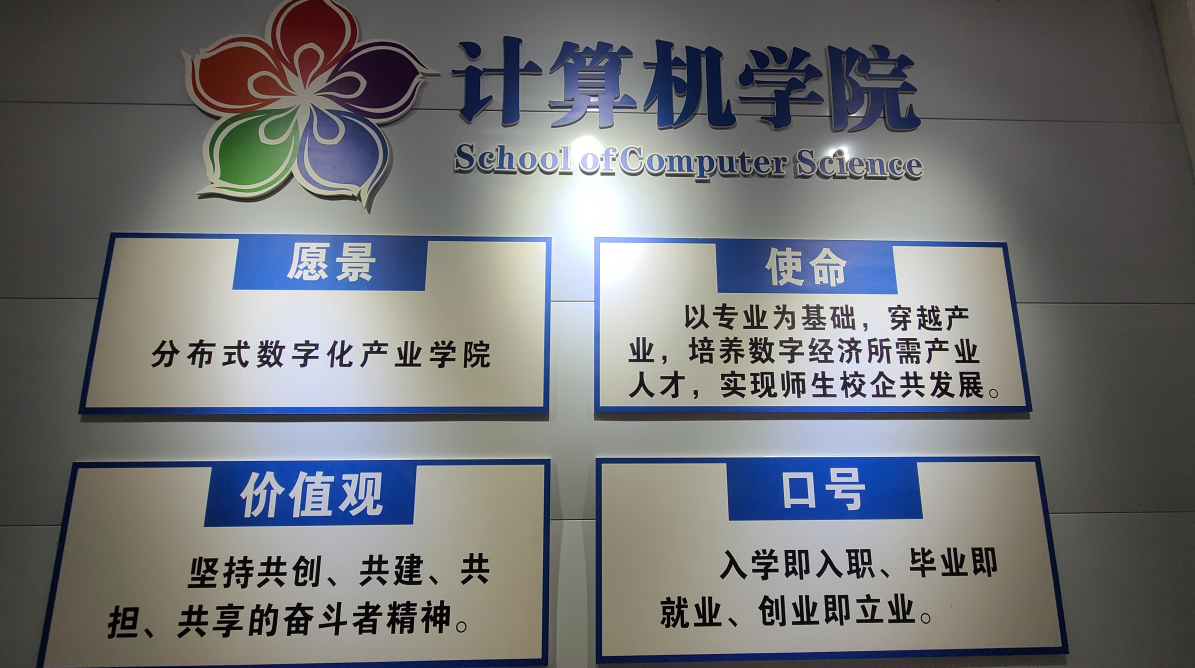 计算机学院
School of Computer Science
愿景
分布式数字化产业学院
使命
以专业为基础，穿越产
业，培养数字经济所需产业
人才，实现师生校企共发展。
价值观
坚持共创、共建、共
担、共享的奋斗者精神。
口号
入学即入职、毕业即
就业、创业即立业。